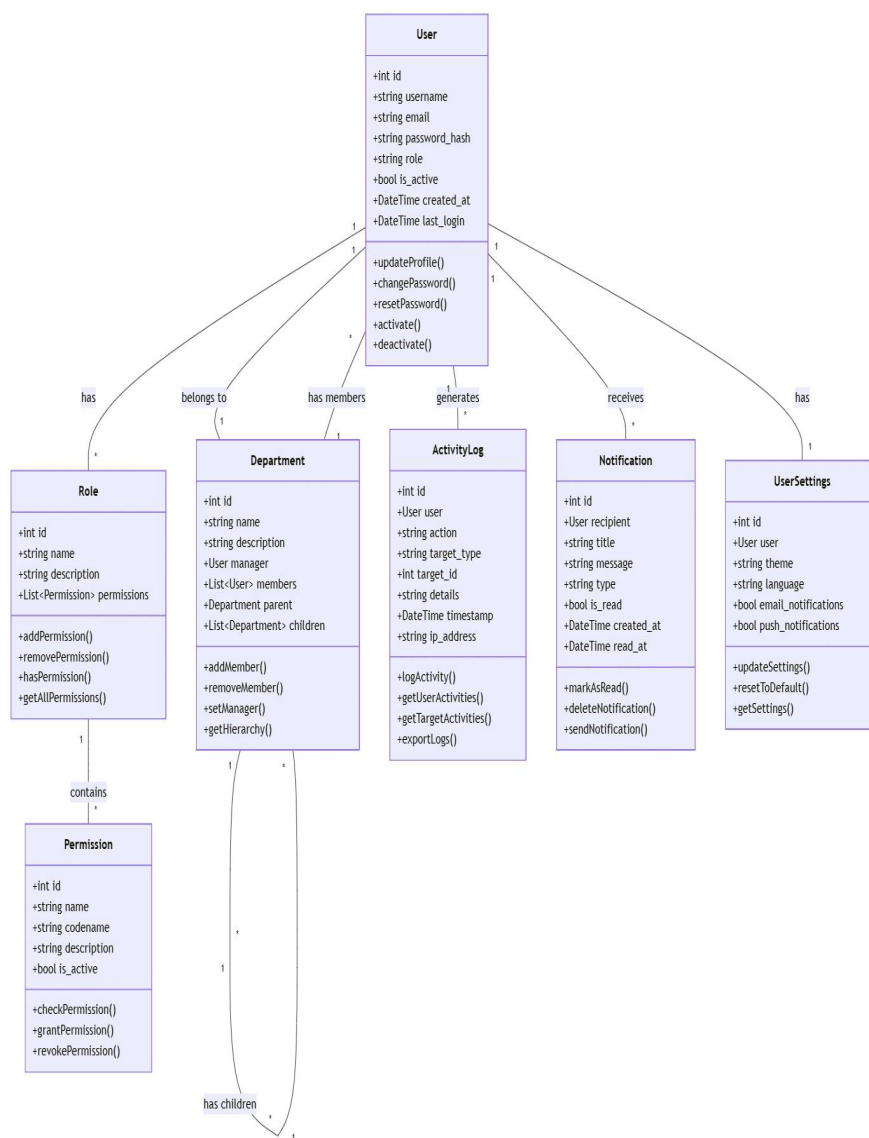 User
+int id
+string username
+string email
+string password_hash
+string role
+bool is_active
+DateTime created_at
+DateTime last_login
+updateProfile()
+changePassword()
+resetPassword()
+activate()
+deactivate()
1
1
1
1
*
1
has
belongs to
has members
generates
receives
has
*
1
1
*
*
1
Role
+int id
+string name
+string description
+List<Permission> permissions
+addPermission()
+removePermission()
+hasPermission()
+getAllPermissions()
Department
+int id
+string name
+string description
+User manager
+List<User> members
+Department parent
+List<Department> children
+addMember()
+removeMember()
+setManager()
+getHierarchy()
ActivityLog
+int id
+User user
+string action
+string target_type
+int target_id
+string details
+DateTime timestamp
+string ip_address
+logActivity()
+getUserActivities()
+getTargetActivities()
+exportLogs()
Notification
+int id
+User recipient
+string title
+string message
+string type
+bool is_read
+DateTime created_at
+DateTime read_at
+markAsRead()
+deleteNotification()
+sendNotification()
UserSettings
+int id
+User user
+string theme
+string language
+bool email_notifications
+bool push_notifications
+updateSettings()
+resetToDefault()
+getSettings()
1
contains
*
Permission
+int id
+string name
+string codename
+string description
+bool is_active
+checkPermission()
+grantPermission()
+revokePermission()
1
*
*
1
has children
*
*